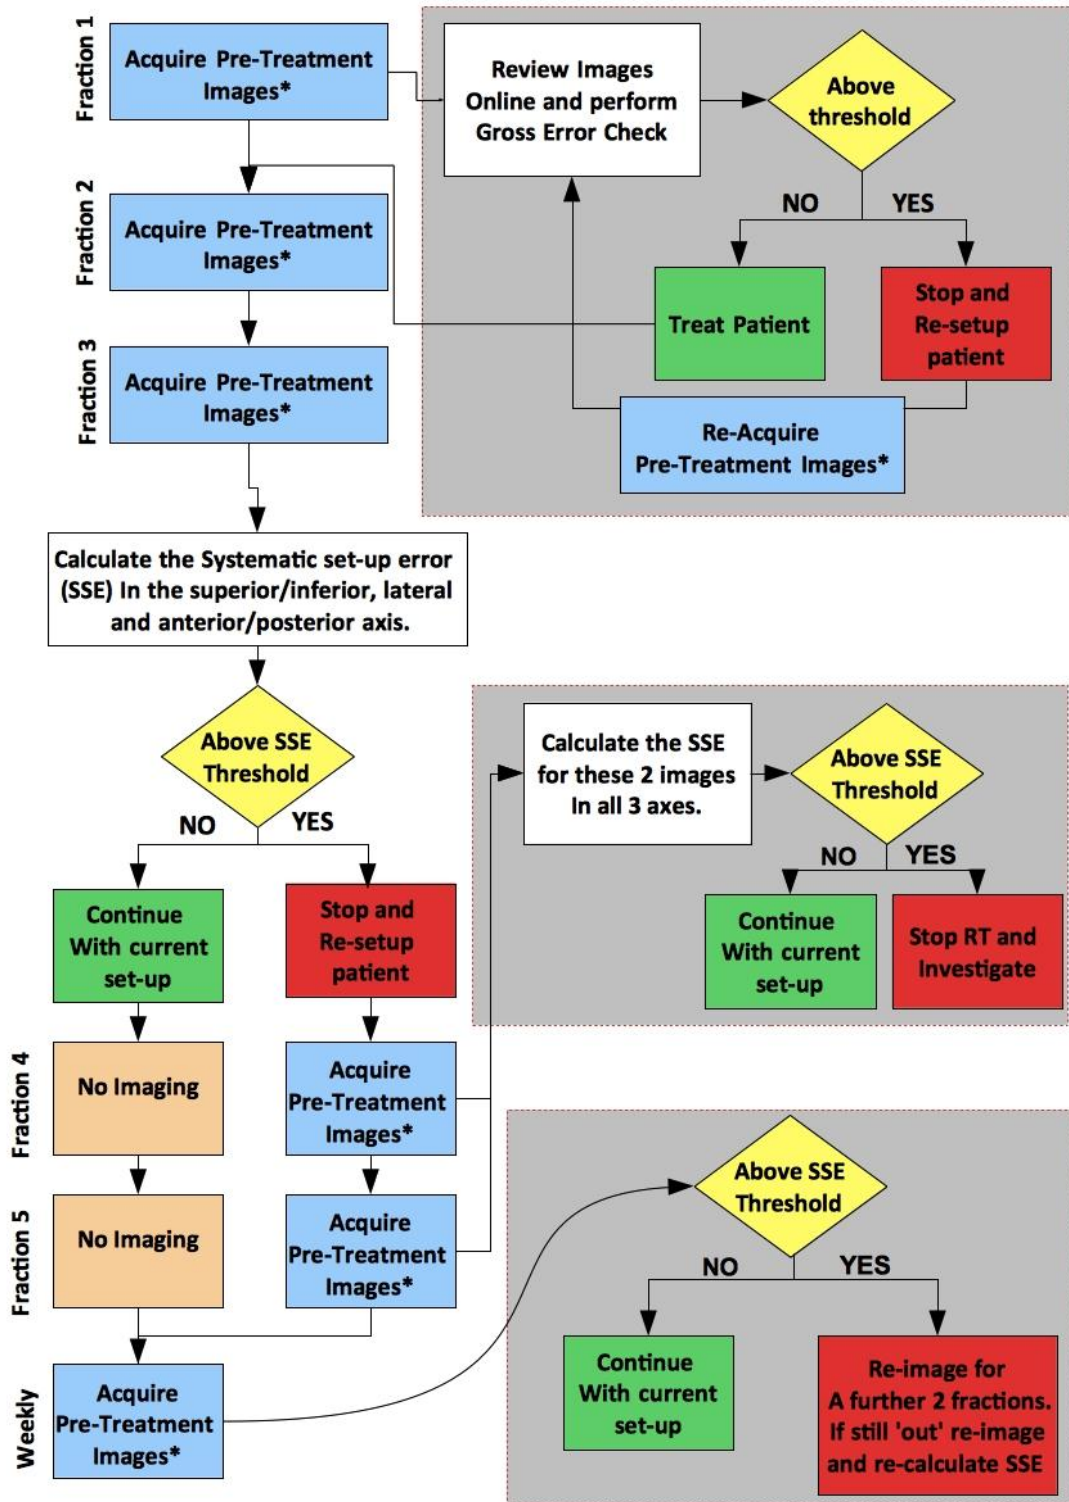 Fraction 1
Acquire Pre-Treatment
Images*
Review Images
Online and perform
Gross Error Check
Above
threshold
NO
YES
Fraction 2
Acquire Pre-Treatment
Images*
Treat Patient
Stop and
Re-setup
patient
Fraction 3
Acquire Pre-Treatment
Images*
Re-Acquire
Pre-Treatment Images*
Calculate the Systematic set-up error
(SSE) In the superior/inferior, lateral
and anterior/posterior axis.
Above SSE
Threshold
NO
YES
Calculate the SSE
for these 2 images
In all 3 axes.
Above SSE
Threshold
NO
YES
Continue
With current
set-up
Stop RT and
Investigate
Continue
With current
set-up
Stop and
Re-setup
patient
Fraction 4
No Imaging
Acquire
Pre-Treatment
Images*
Fraction 5
No Imaging
Acquire
Pre-Treatment
Images*
Weekly
Acquire
Pre-Treatment
Images*
Above SSE
Threshold
NO
YES
Continue
With current
set-up
Re-image for
A further 2 fractions.
If still 'out' re-image
and re-calculate SSE